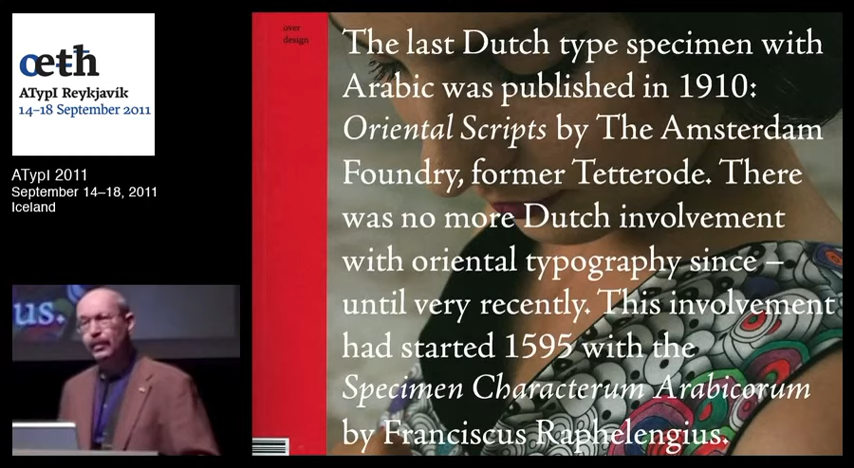 œeth
ATypI Reykjavík
14–18 September 2011
ATypI 2011
September 14–18, 2011
Iceland
us.
over
design
The last Dutch type specimen with
Arabic was published in 1910:
Oriental Scripts by The Amsterdam
Foundry, former Tetterode. There
was no more Dutch involvement
with oriental typography since –
until very recently. This involvement
had started 1595 with the
Specimen Characterum Arabicorum
by Franciscus Raphelengius.